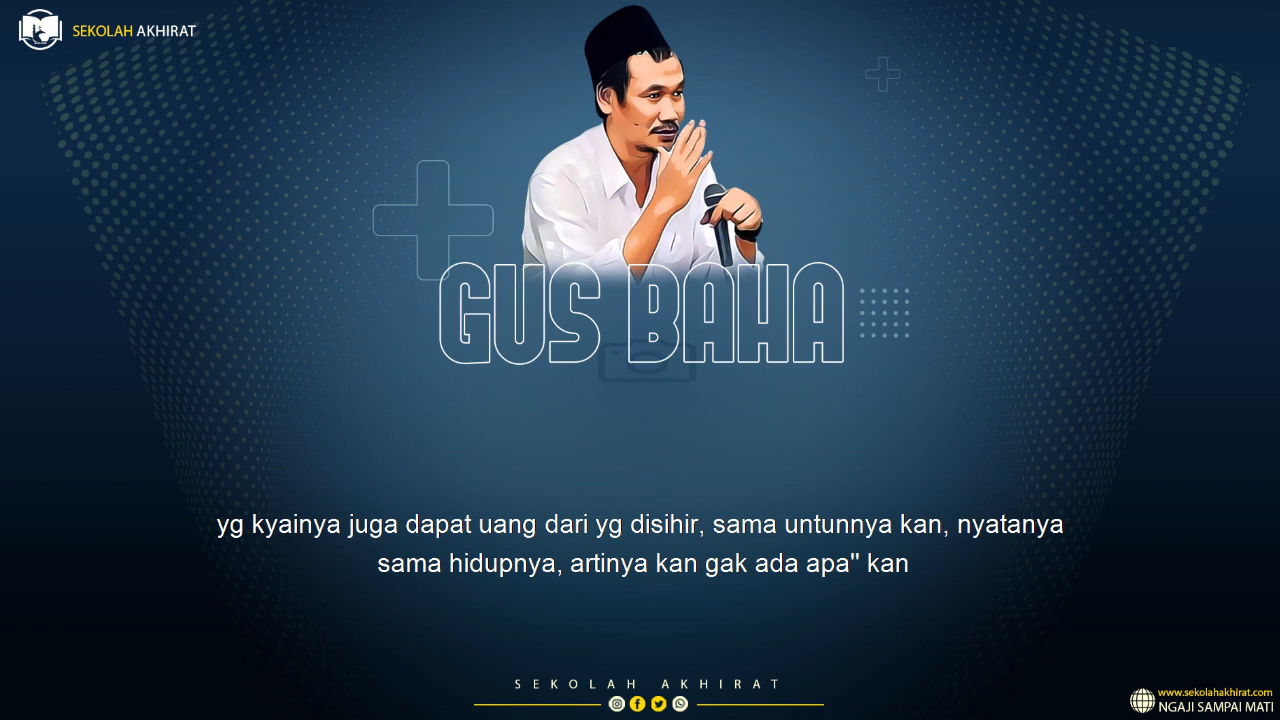 SEKOLAH AKHIRAT
GUS BAHA
yg kyainya juga dapat uang dari yg disihir, sama untunnya kan, nyatanya
sama hidupnya, artinya kan gak ada apa" kan
SEKOLAH AKHIRAT
www.sekolahakhirat.com
NGAJI SAMPAI MATI